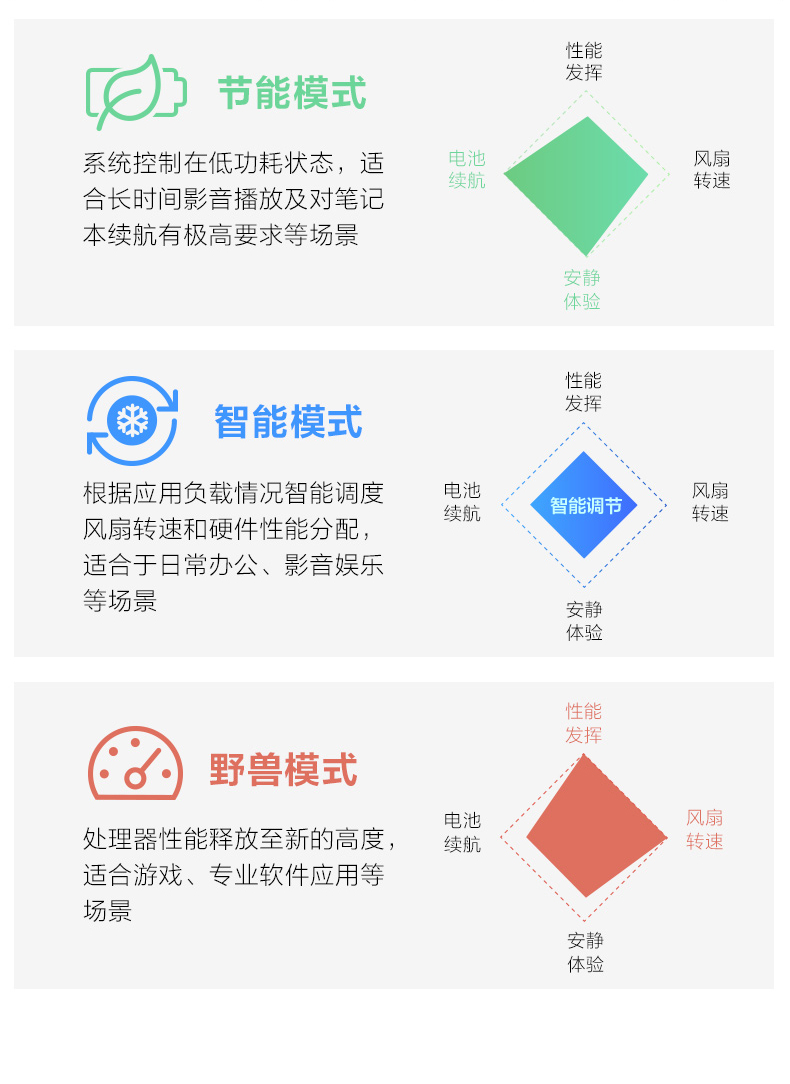 节能模式
系统控制在低功耗状态，适
合长时间影音播放及对笔记
本续航有极高要求等场景
性能
发挥
电池
续航
风扇
转速
安静
体验
智能模式
根据应用负载情况智能调度
风扇转速和硬件性能分配，
适合于日常办公、影音娱乐
等场景
性能
发挥
电池
续航
智能调节
风扇
转速
安静
体验
野兽模式
处理器性能释放至新的高度，
适合游戏、专业软件应用等
场景
性能
发挥
电池
续航
风扇
转速
安静
体验